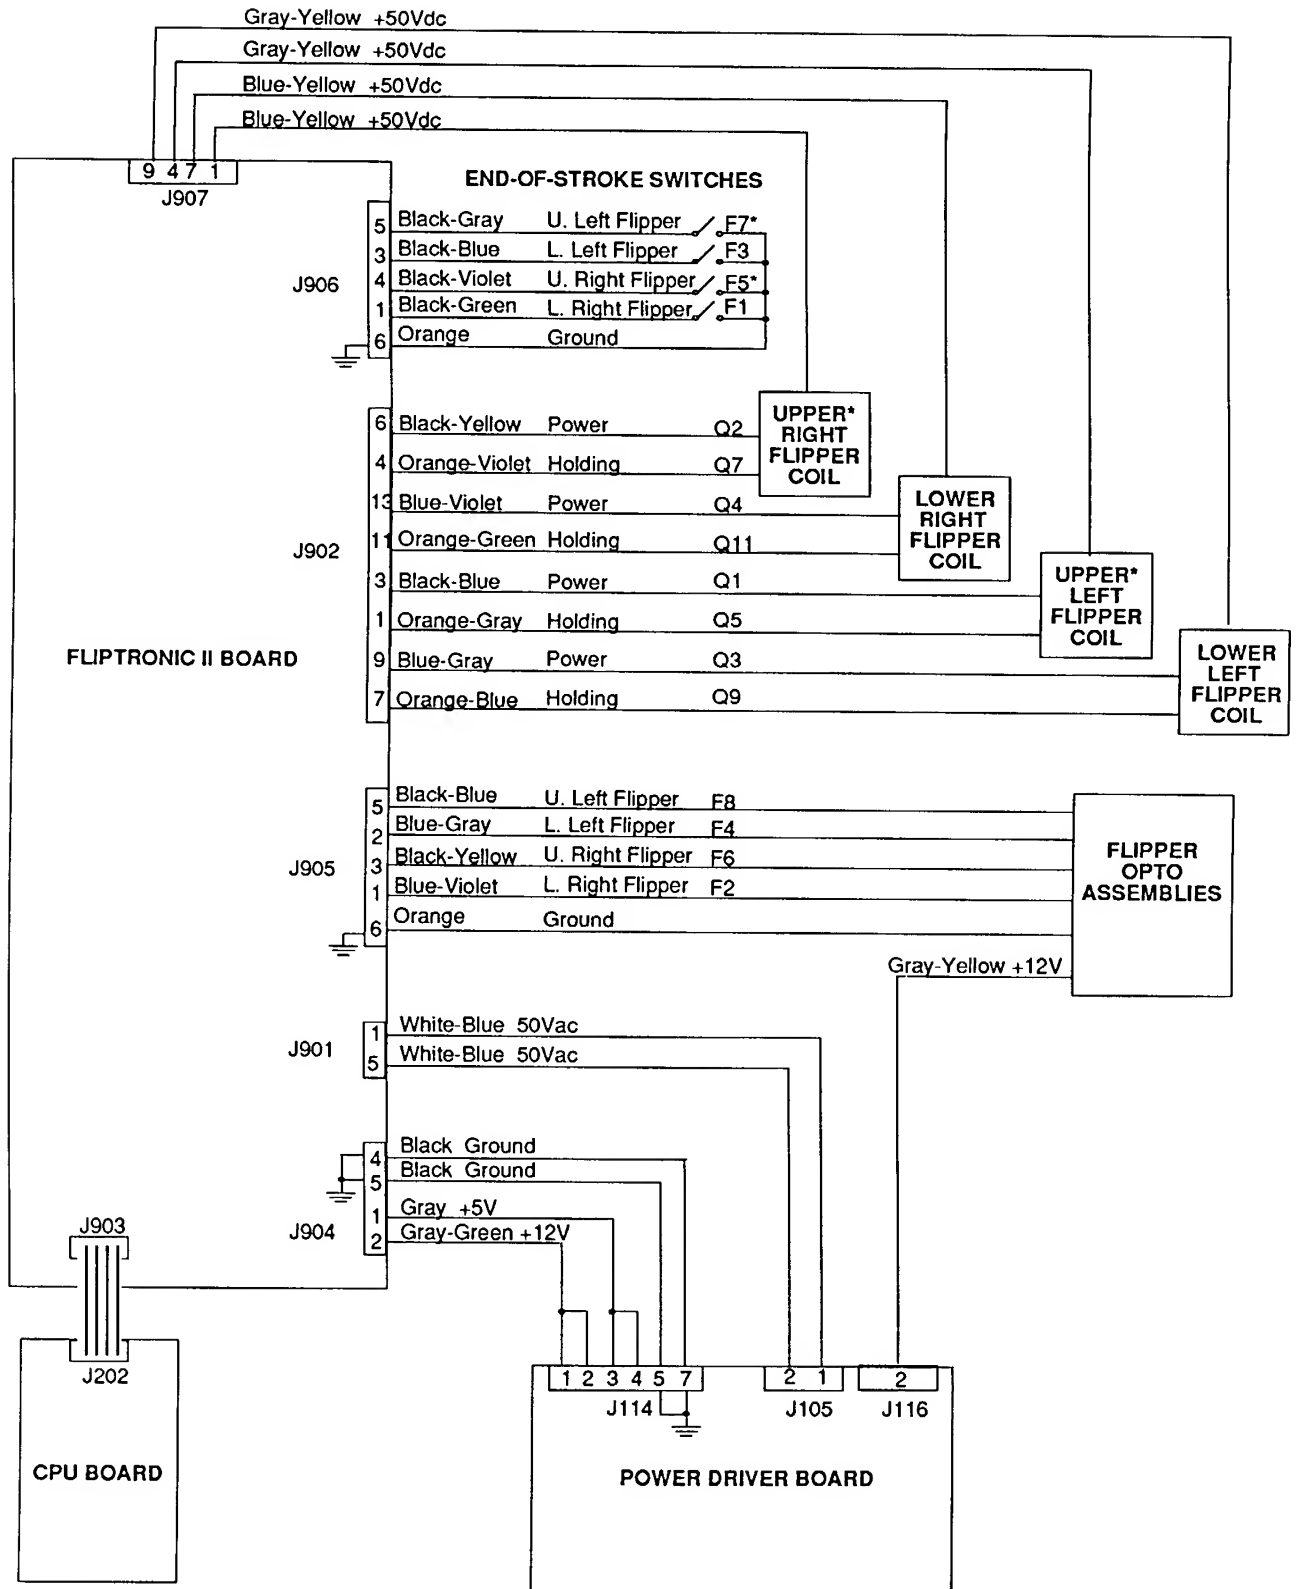 Gray-Yellow +50Vdc
Gray-Yellow +50Vdc
Blue-Yellow +50Vdc
Blue-Yellow +50Vdc
9 4 7 1
J907
END-OF-STROKE SWITCHES
J906
5 Black-Gray U. Left Flipper F7*
3 Black-Blue L. Left Flipper F3
4 Black-Violet U. Right Flipper F5*
1 Black-Green L. Right Flipper F1
6 Orange Ground
J902
6 Black-Yellow Power Q2
4 Orange-Violet Holding Q7
13 Blue-Violet Power Q4
11 Orange-Green Holding Q11
3 Black-Blue Power Q1
1 Orange-Gray Holding Q5
9 Blue-Gray Power Q3
7 Orange-Blue Holding Q9
UPPER*
RIGHT
FLIPPER
COIL
LOWER
RIGHT
FLIPPER
COIL
UPPER*
LEFT
FLIPPER
COIL
LOWER
LEFT
FLIPPER
COIL
FLIPTRONIC II BOARD
J905
5 Black-Blue U. Left Flipper F8
2 Blue-Gray L. Left Flipper F4
3 Black-Yellow U. Right Flipper F6
1 Blue-Violet L. Right Flipper F2
6 Orange Ground
FLIPPER
OPTO
ASSEMBLIES
Gray-Yellow +12V
J901
1 White-Blue 50Vac
5 White-Blue 50Vac
J904
4 Black Ground
5 Black Ground
1 Gray +5V
2 Gray-Green +12V
J903
J202
CPU BOARD
1 2 3 4 5 7
J114
2 1
J105
2
J116
POWER DRIVER BOARD